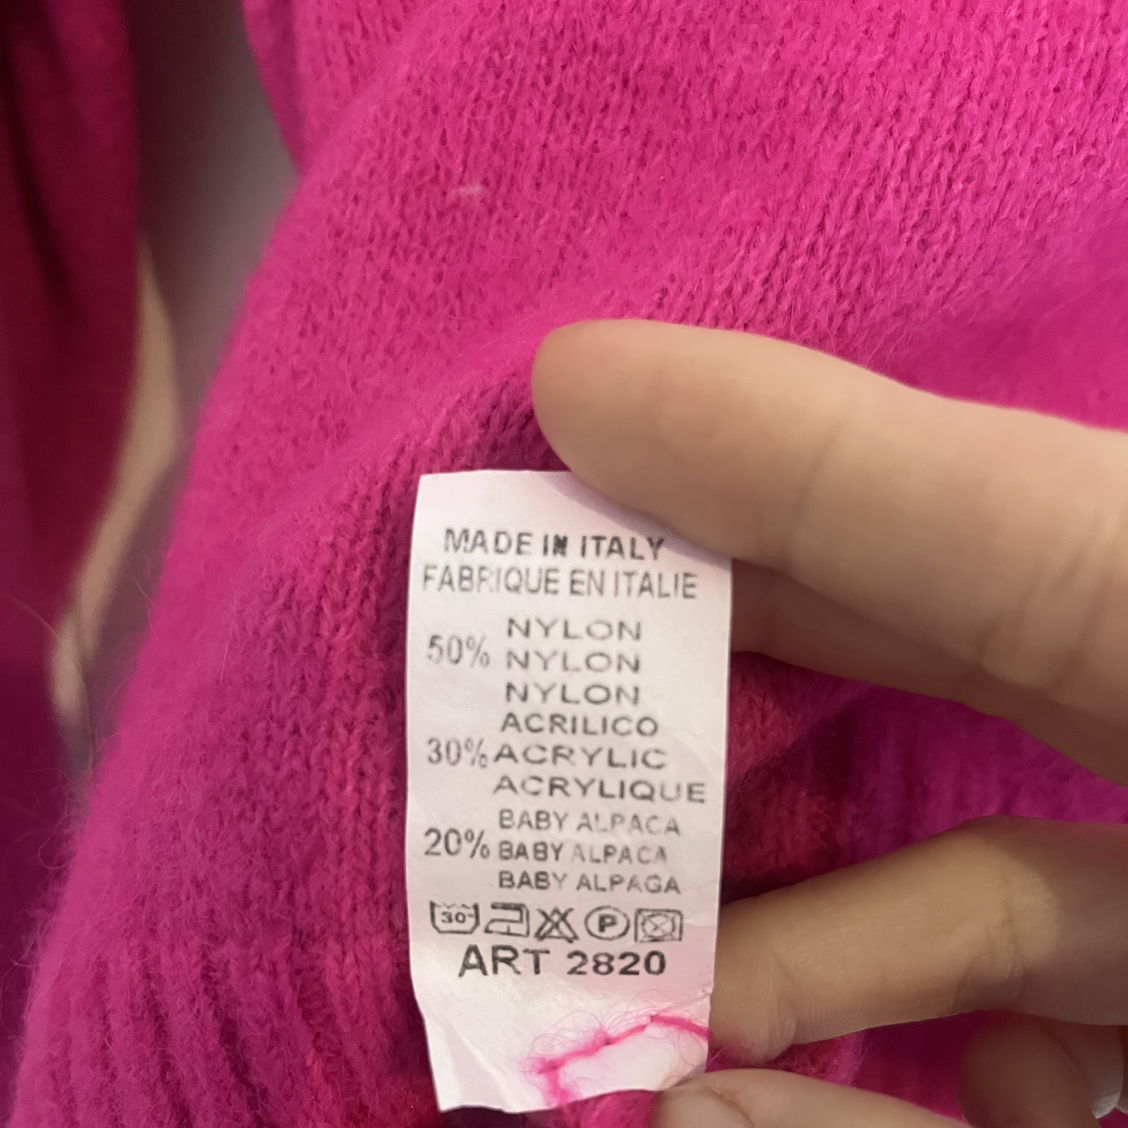 MADE IN ITALY
FABRIQUE EN ITALIE
NYLON
50% NYLON
NYLON
ACRILICO
30% ACRYLIC
ACRYLIQUE
BABY ALPACA
20% BABY ALPACA
BABY ALPAGA
30° P
ART 2820